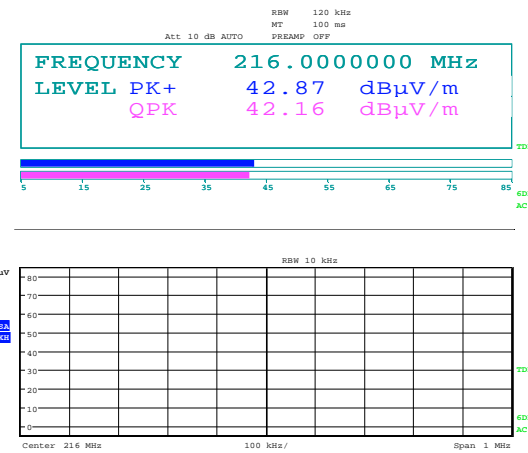 RBW 120 kHz
MT 100 ms
Att 10 dB AUTO PREAMP OFF
FREQUENCY 216.0000000 MHz
LEVEL PK+ 42.87 dBµV/m
QPK 42.16 dBµV/m
TD
5 15 25 35 45 55 65 75 85
6D
AC
RBW 10 kHz
µV
80
70
60
SA
50
KH
40
30
TD
20
10
6D
0
AC
Center 216 MHz 100 kHz/ Span 1 MHz